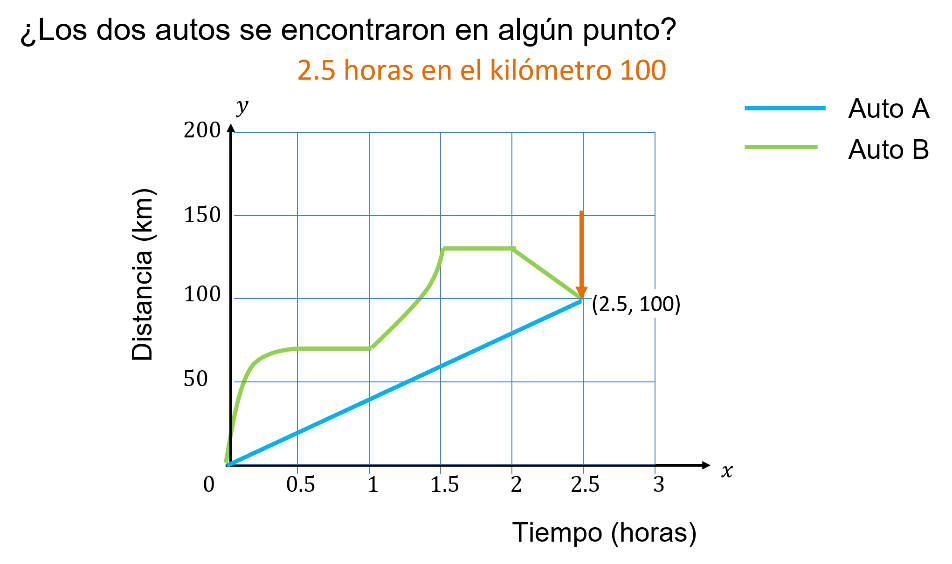 ¿Los dos autos se encontraron en algún punto?
2.5 horas en el kilómetro 100
Auto A
Auto B
y
200
150
100
50
0
Distancia (km)
(2.5, 100)
0.5
1
1.5
2
2.5
3
x
Tiempo (horas)